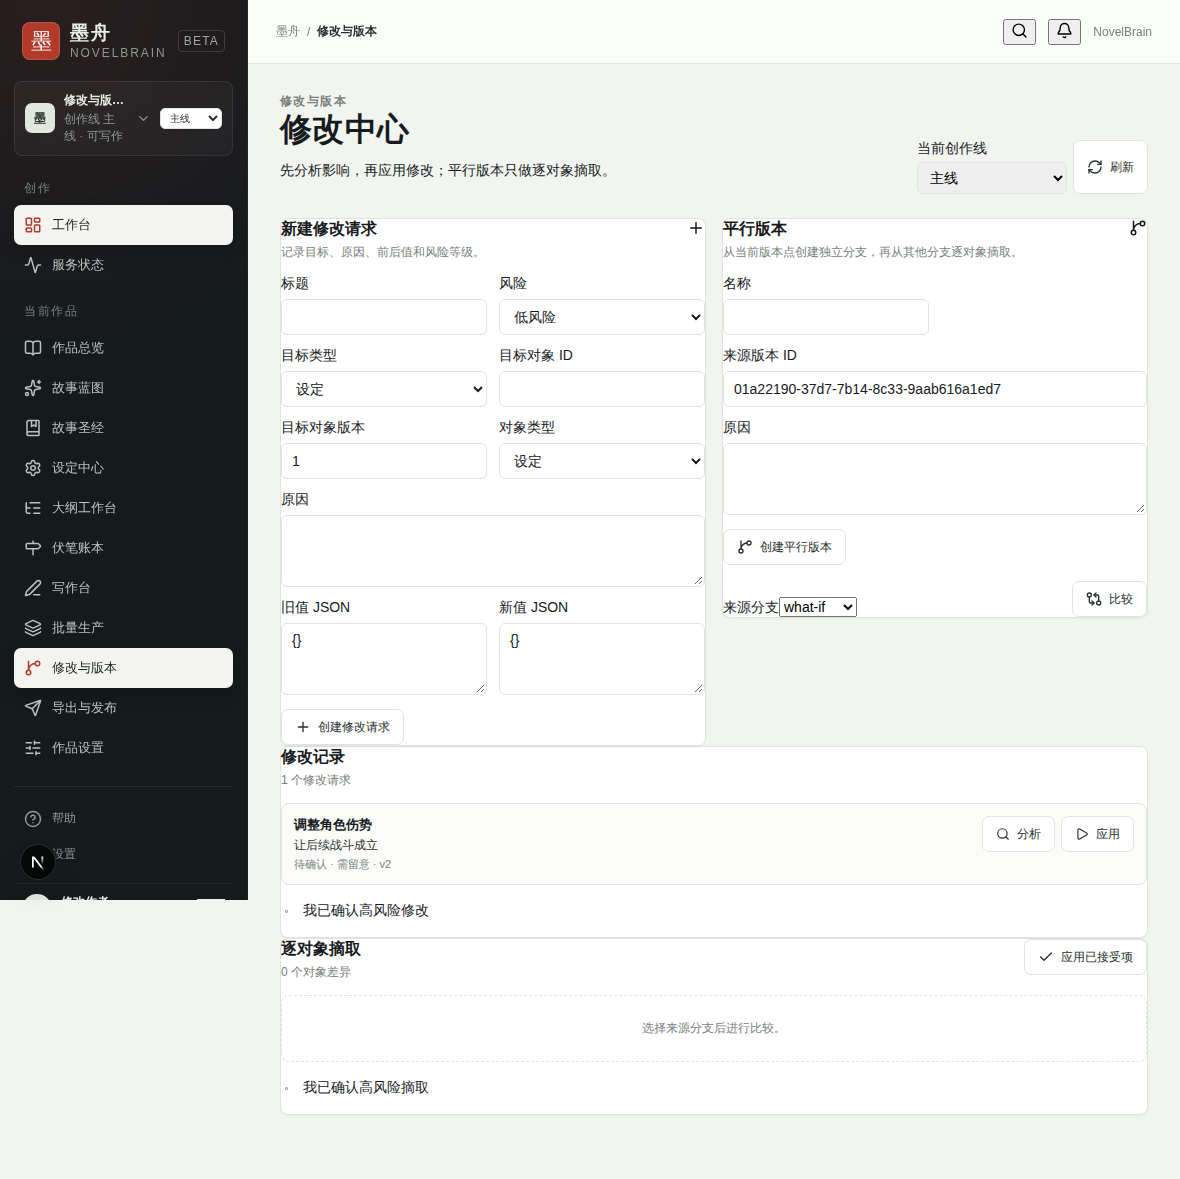 墨
墨舟
NOVELBRAIN
BETA
墨
修改与版...
创作线 主
线 · 可写作
主线
创作
工作台
服务状态
当前作品
作品总览
故事蓝图
故事圣经
设定中心
大纲工作台
伏笔账本
写作台
批量生产
修改与版本
导出与发布
作品设置
帮助
设置
N
墨舟 / 修改与版本
NovelBrain
修改与版本
修改中心
先分析影响，再应用修改；平行版本只做逐对象摘取。
当前创作线
主线
刷新
新建修改请求
记录目标、原因、前后值和风险等级。
标题
风险
低风险
目标类型
目标对象 ID
设定
目标对象版本
对象类型
1
设定
原因
旧值 JSON
新值 JSON
{}
{}
创建修改请求
平行版本
从当前版本点创建独立分支，再从其他分支逐对象摘取。
名称
来源版本 ID
01a22190-37d7-7b14-8c33-9aab616a1ed7
原因
创建平行版本
来源分支 what-if
比较
修改记录
1 个修改请求
调整角色伤势
让后续战斗成立
待确认 · 需留意 · v2
分析
应用
我已确认高风险修改
逐对象摘取
0 个对象差异
应用已接受项
选择来源分支后进行比较。
我已确认高风险摘取